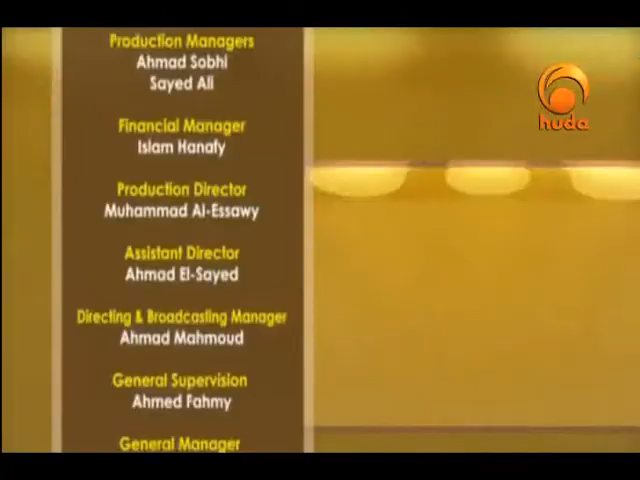 Production Managers
Ahmad Sobhi
Sayed Ali
Financial Manager
Islam Hanafy
Production Director
Muhammad Al-Essawy
Assistant Director
Ahmad El-Sayed
Directing & Broadcasting Manager
Ahmad Mahmoud
General Supervision
Ahmed Fahmy
General Manager
huda